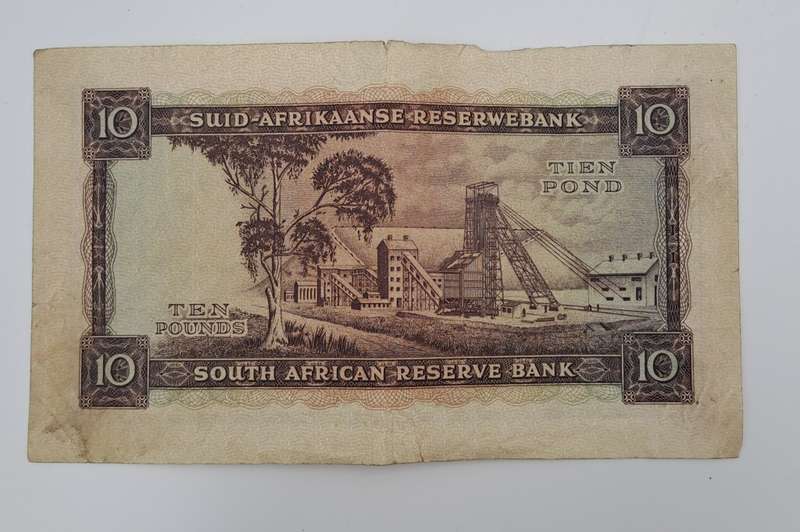 10 SUID-AFRIKAANSE RESERWEBANK 10
TIEN
POND
TEN
POUNDS
10 SOUTH AFRICAN RESERVE BANK 10